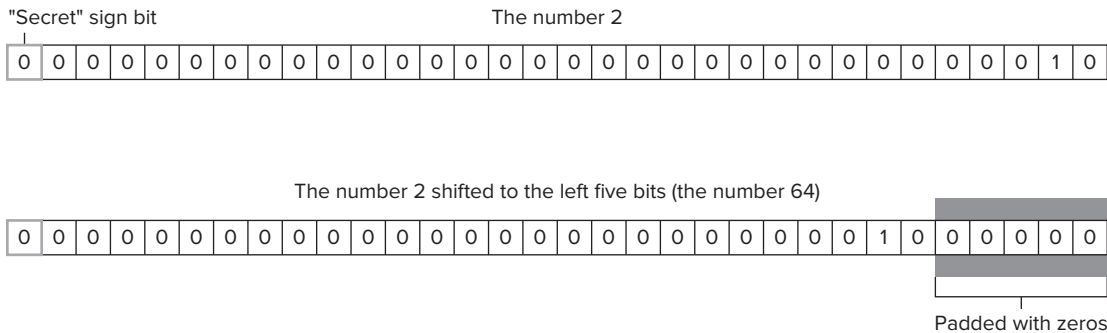 "Secret" sign bit
The number 2
0 0 0 0 0 0 0 0 0 0 0 0 0 0 0 0 0 0 0 0 0 0 0 0 0 0 0 0 0 0 1 0
The number 2 shifted to the left five bits (the number 64)
0 0 0 0 0 0 0 0 0 0 0 0 0 0 0 0 0 0 0 0 0 0 0 0 0 1 0 0 0 0 0 0
Padded with zeros